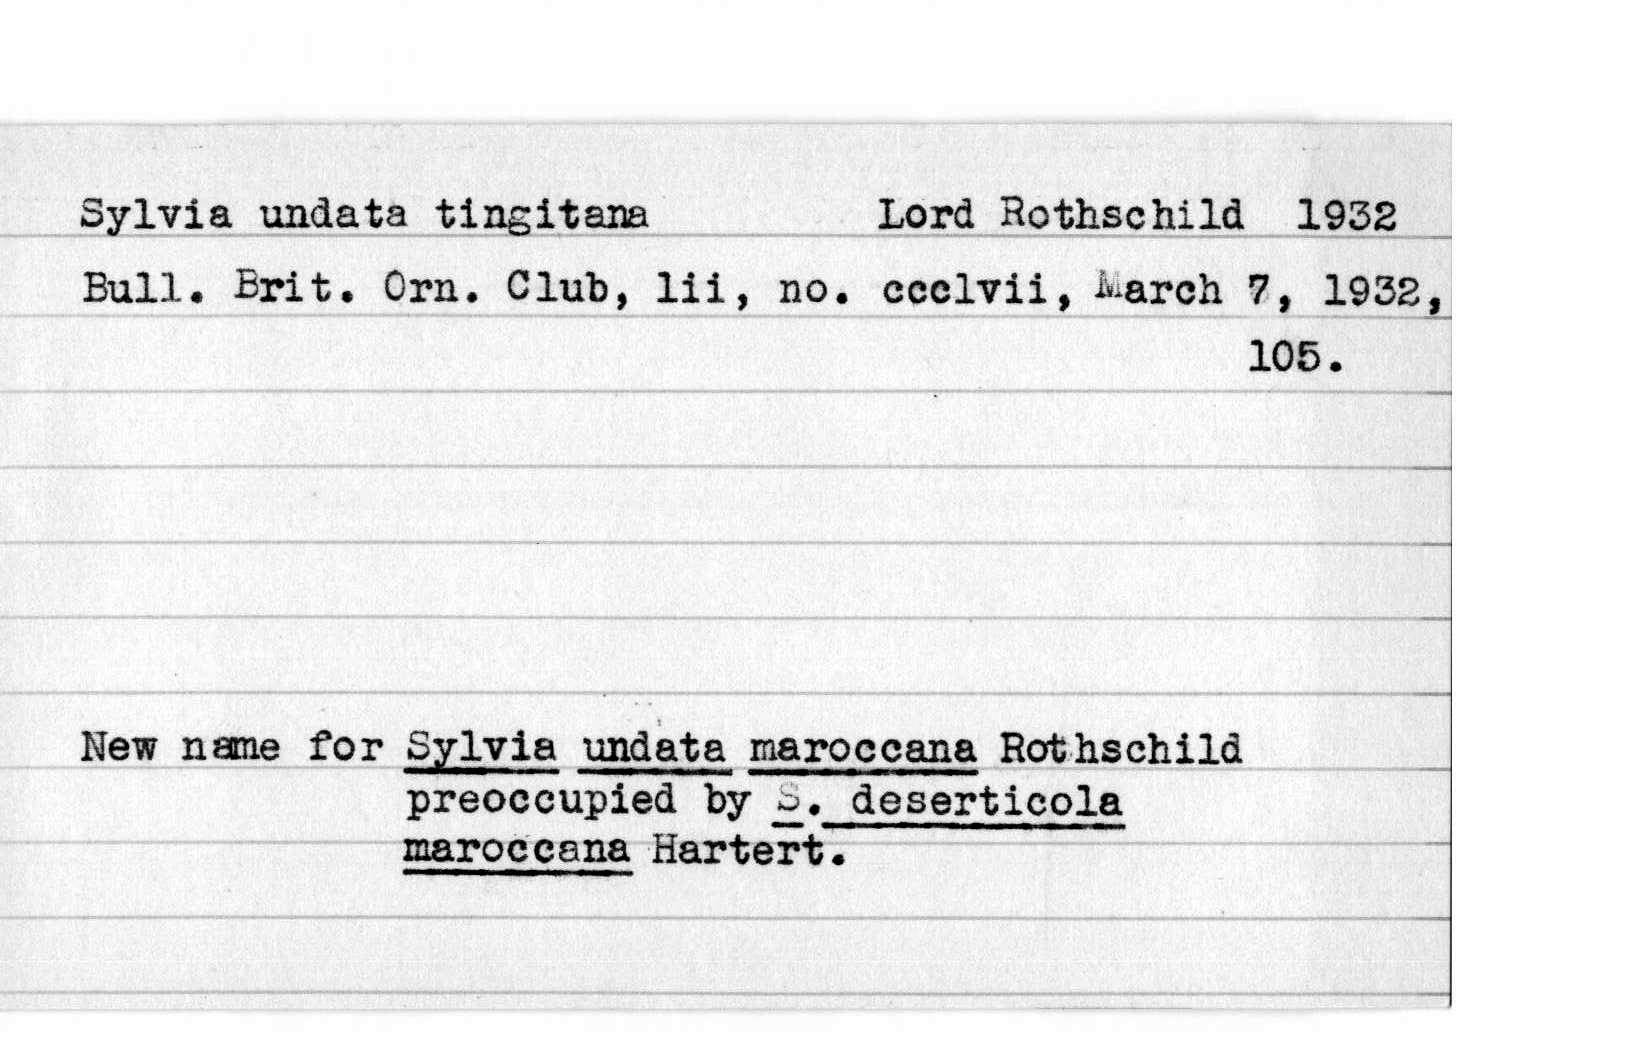 Sylvia undata tingitana Lord Rothschild 1932
Bull. Brit. Orn. Club, lii, no. ccclvii, March 7, 1932,
105.
New name for Sylvia undata maroccana Rothschild
preoccupied by S. deserticola
maroccana Hartert.